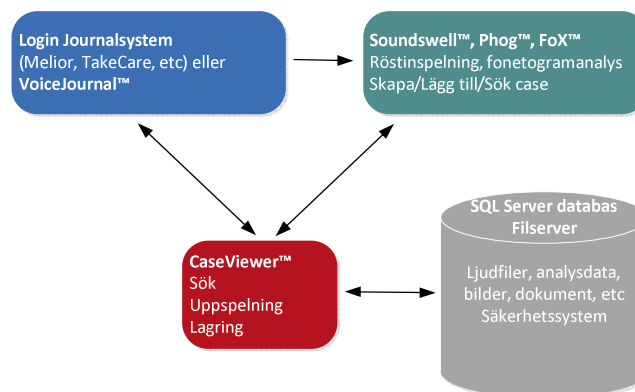 Login Journalsystem
(Melior, TakeCare, etc) eller
VoiceJournal™
Soundswell™, Phog™, FoX™
Röstinspelning, fonetogramanalys
Skapa/Lägg till/Sök case
CaseViewer™
Sök
Uppspelning
Lagring
SQL Server databas
Filserver
Ljudfiler, analysdata,
bilder, dokument, etc
Säkerhetssystem